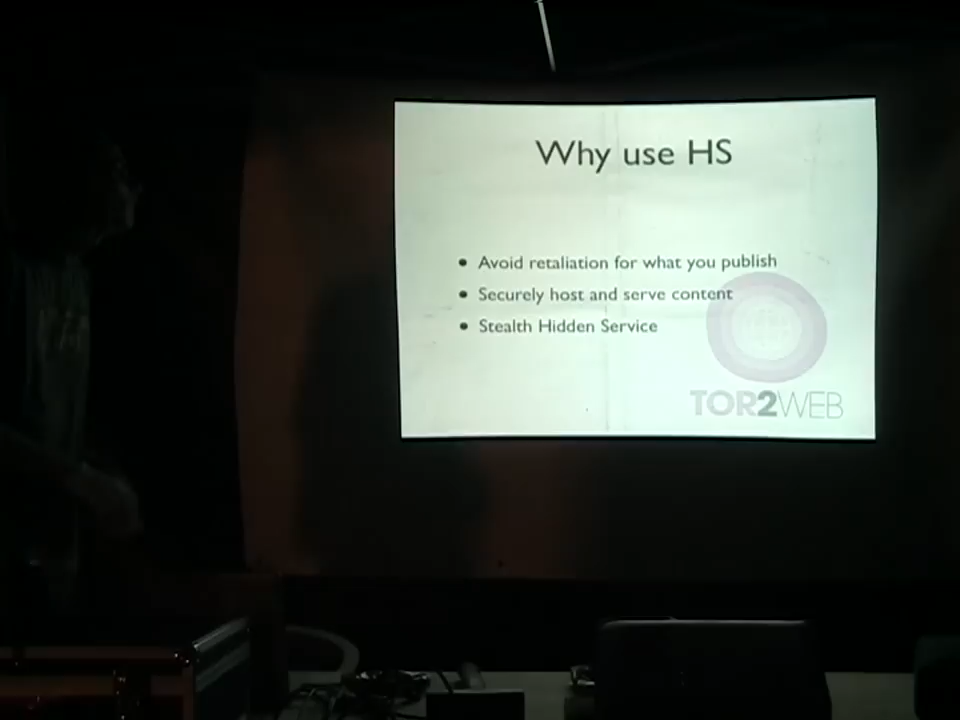 Why use HS
• Avoid retaliation for what you publish
• Securely host and serve content
• Stealth Hidden Service
TOR2WEB